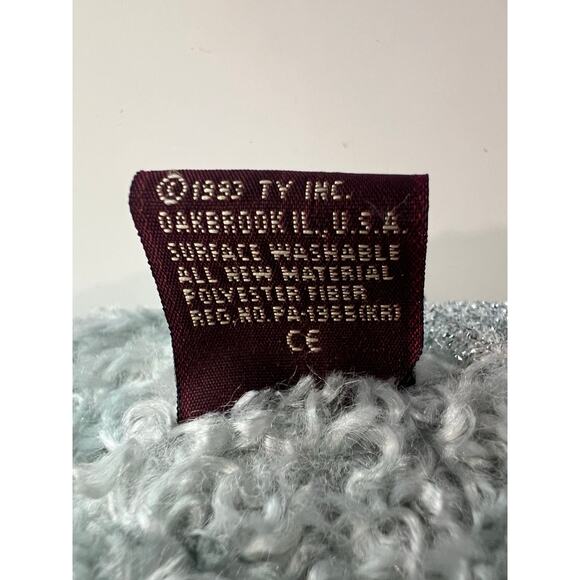 © 1993 TY INC.
OAKBROOK IL., U.S.A.
SURFACE WASHABLE
ALL NEW MATERIAL
POLYESTER FIBER
REG. NO. PA-1965(KR)
CE